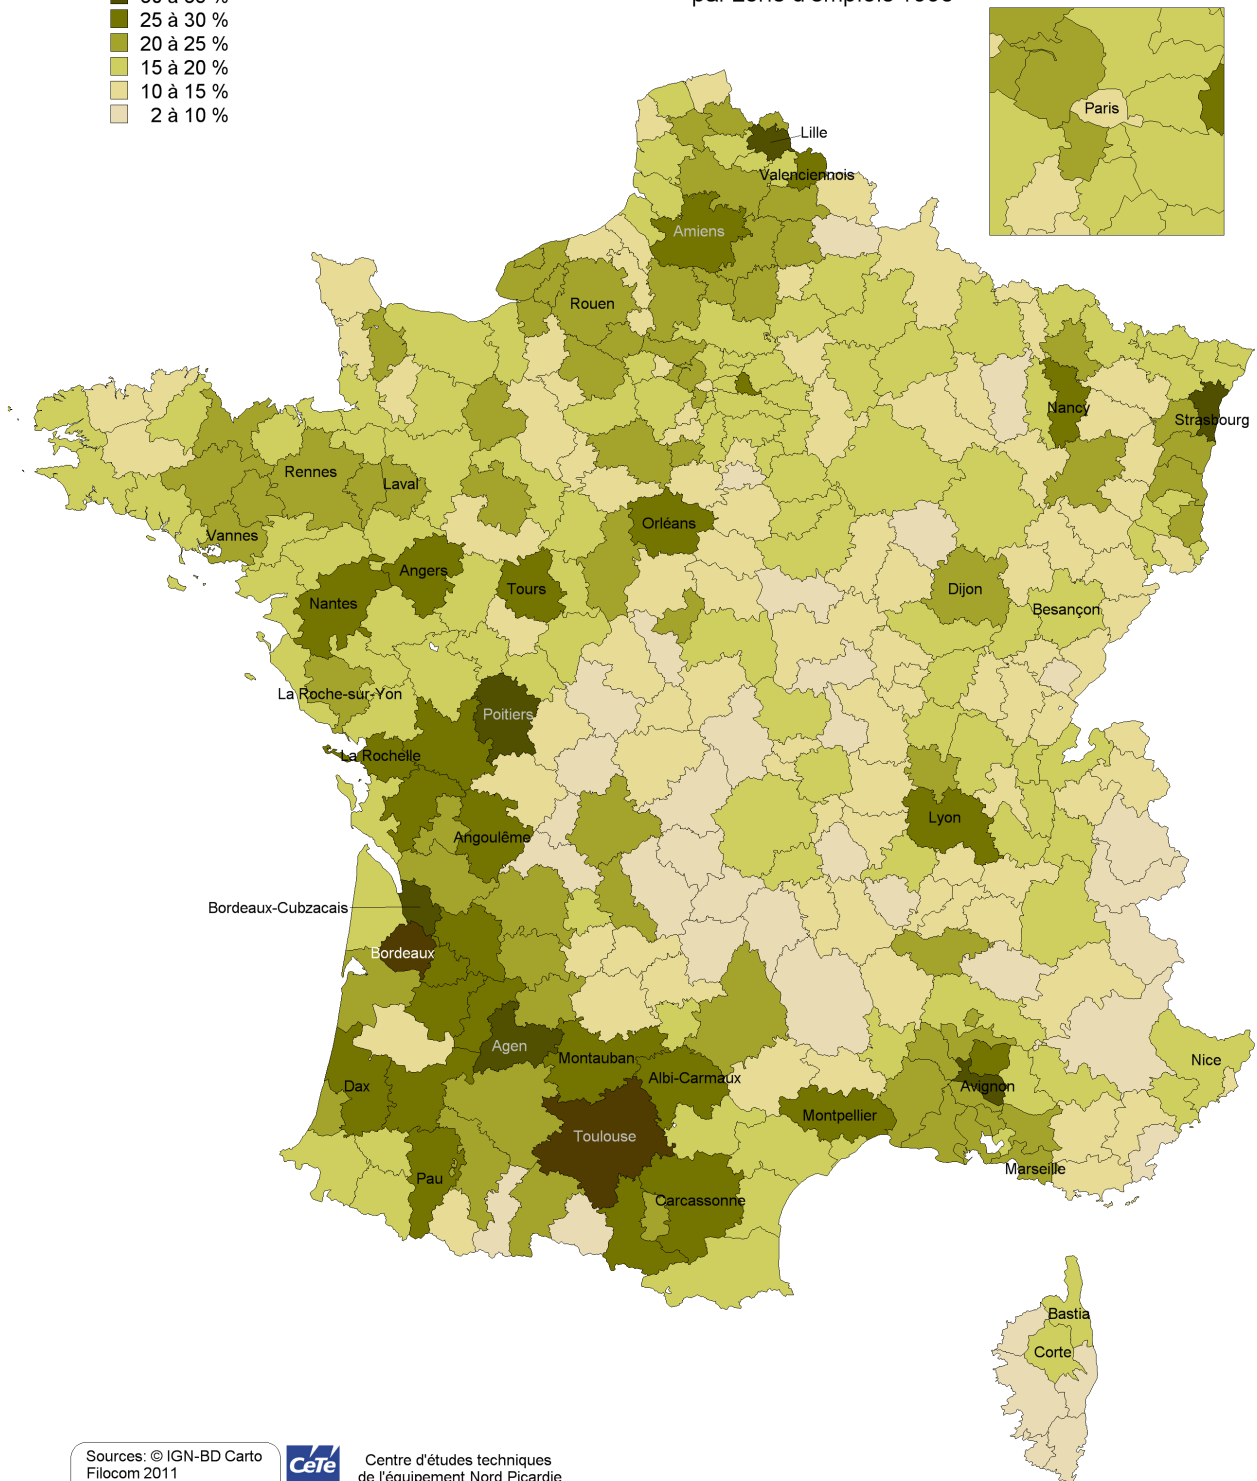 25 à 30 %
20 à 25 %
15 à 20 %
10 à 15 %
2 à 10 %
Paris
Lille
Valenciennois
Amiens
Rouen
Nancy
Strasbourg
Rennes
Laval
Vannes
Orléans
Angers
Tours
Nantes
Dijon
Besançon
La Roche-sur-Yon
Poitiers
La Rochelle
Lyon
Angoulême
Bordeaux-Cubzacais
Bordeaux
Agen
Montauban
Albi-Carmaux
Dax
Avignon
Nice
Montpellier
Toulouse
Marseille
Pau
Carcassonne
Bastia
Corte
Sources: © IGN-BD Carto
Filocom 2011
CeTe
Centre d'études techniques
de l'équipement Nord Picardie